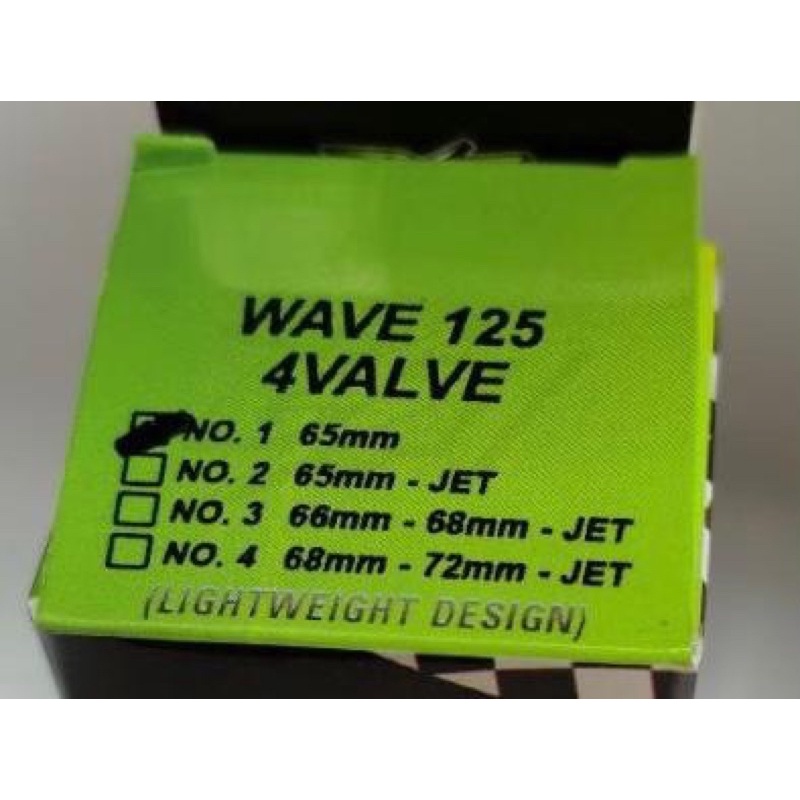 WAVE 125
4VALVE
NO. 1 65mm
NO. 2 65mm - JET
NO. 3 66mm - 68mm - JET
NO. 4 68mm - 72mm - JET
(LIGHTWEIGHT DESIGN)